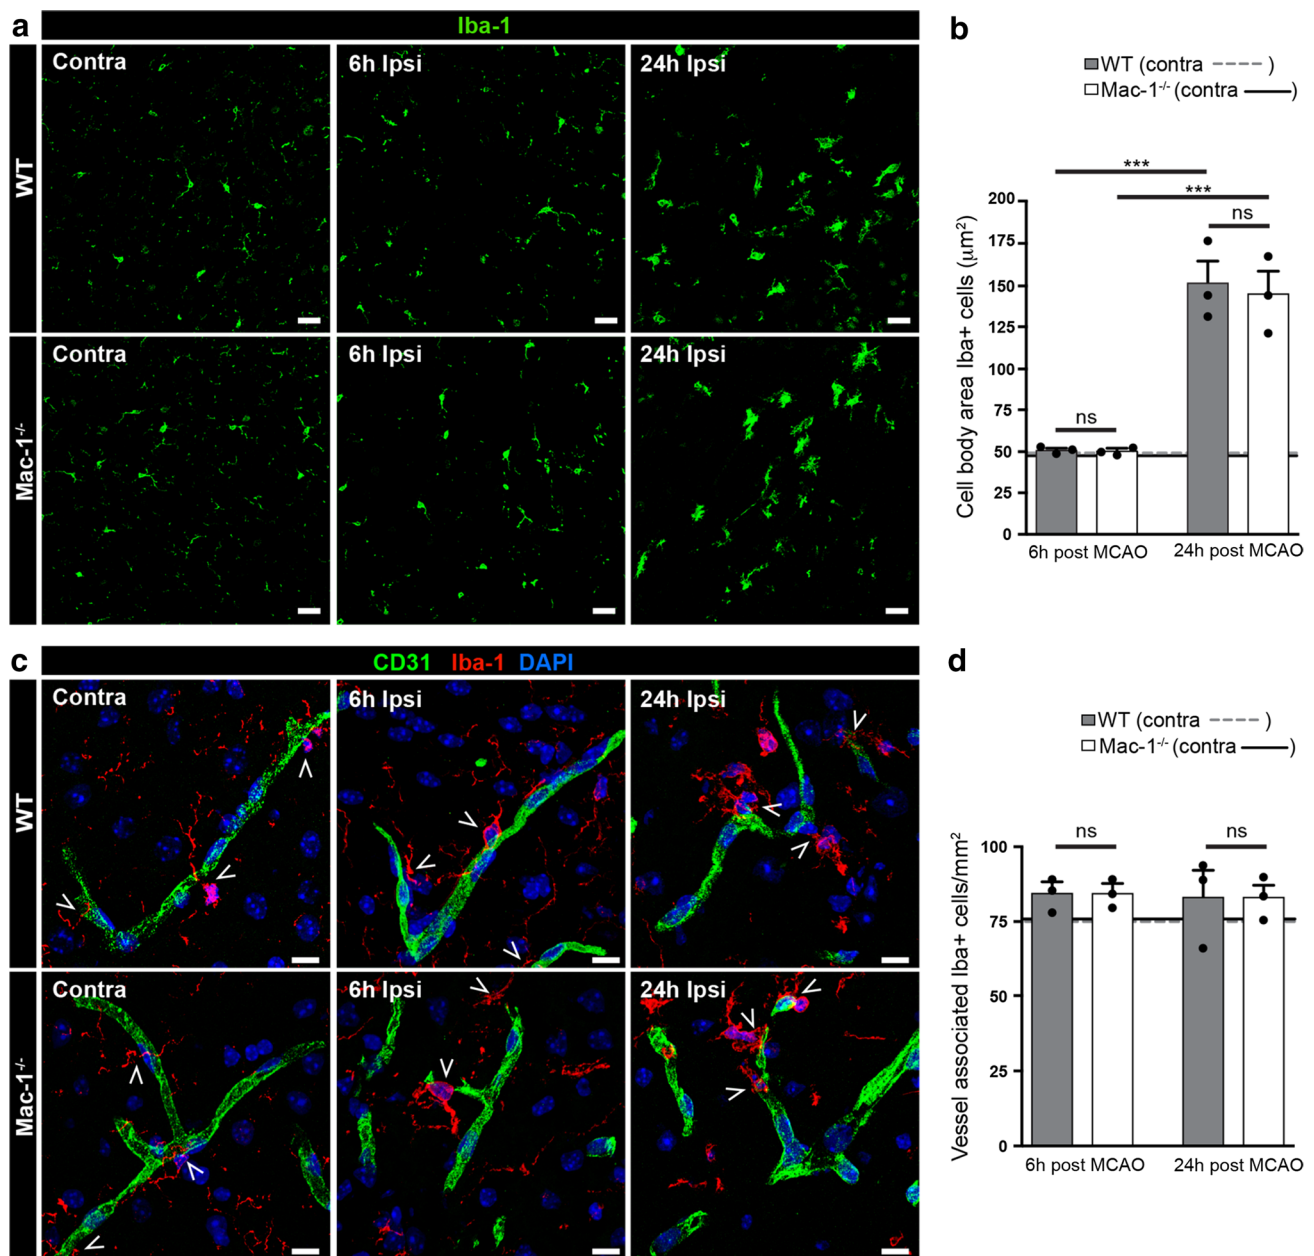 a
Iba-1
WT
Contra
6h Ipsi
24h Ipsi
Mac-1-/-
Contra
6h Ipsi
24h Ipsi
b
WT (contra ----)
Mac-1-/- (contra ——)
Cell body area Iba+ cells (µm²)
200
175
150
125
100
75
50
25
0
***
***
ns
ns
6h post MCAO
24h post MCAO
c
CD31 Iba-1 DAPI
WT
Contra
6h Ipsi
24h Ipsi
Mac-1-/-
Contra
6h Ipsi
24h Ipsi
d
WT (contra ----)
Mac-1-/- (contra ——)
Vessel associated Iba+ cells/mm²
100
75
50
25
0
ns
ns
6h post MCAO
24h post MCAO